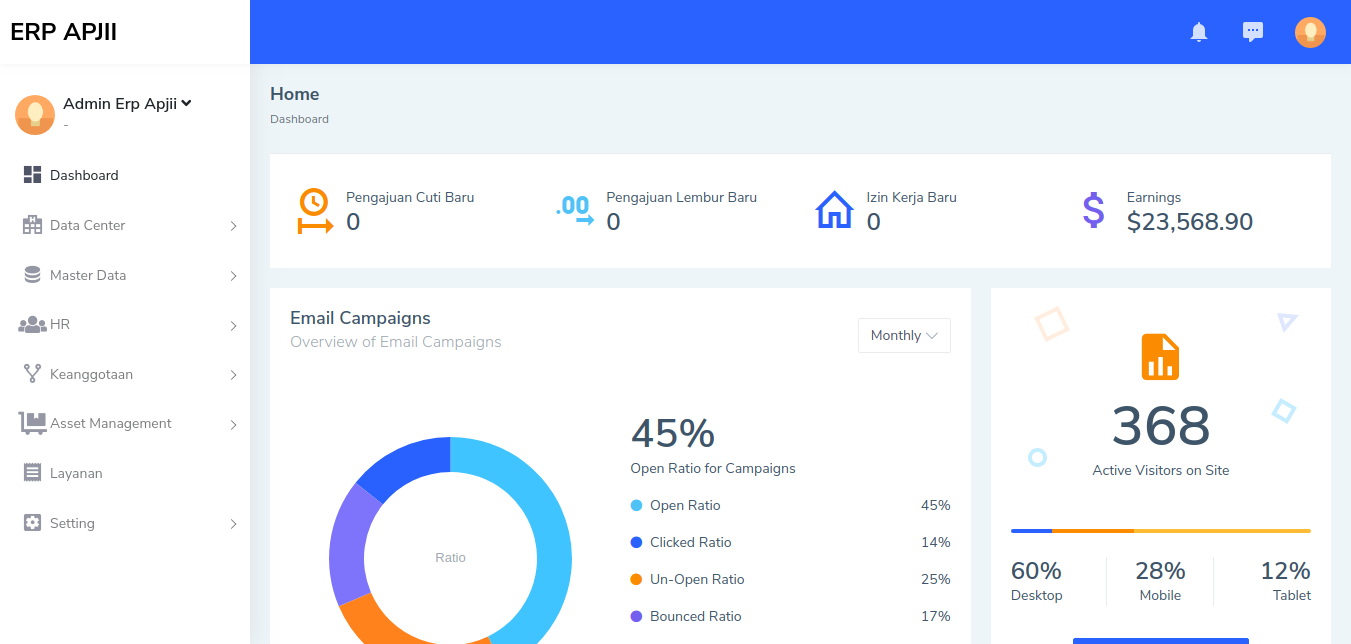 ERP APJII
Admin Erp Apjii
-
Dashboard
Data Center
Master Data
HR
Keanggotaan
Asset Management
Layanan
Setting
Home
Dashboard
Pengajuan Cuti Baru
0
.00
Pengajuan Lembur Baru
0
Izin Kerja Baru
0
$
Earnings
$23,568.90
Email Campaigns
Overview of Email Campaigns
Monthly
Ratio
45%
Open Ratio for Campaigns
Open Ratio 45%
Clicked Ratio 14%
Un-Open Ratio 25%
Bounced Ratio 17%
368
Active Visitors on Site
60% 28% 12%
Desktop Mobile Tablet